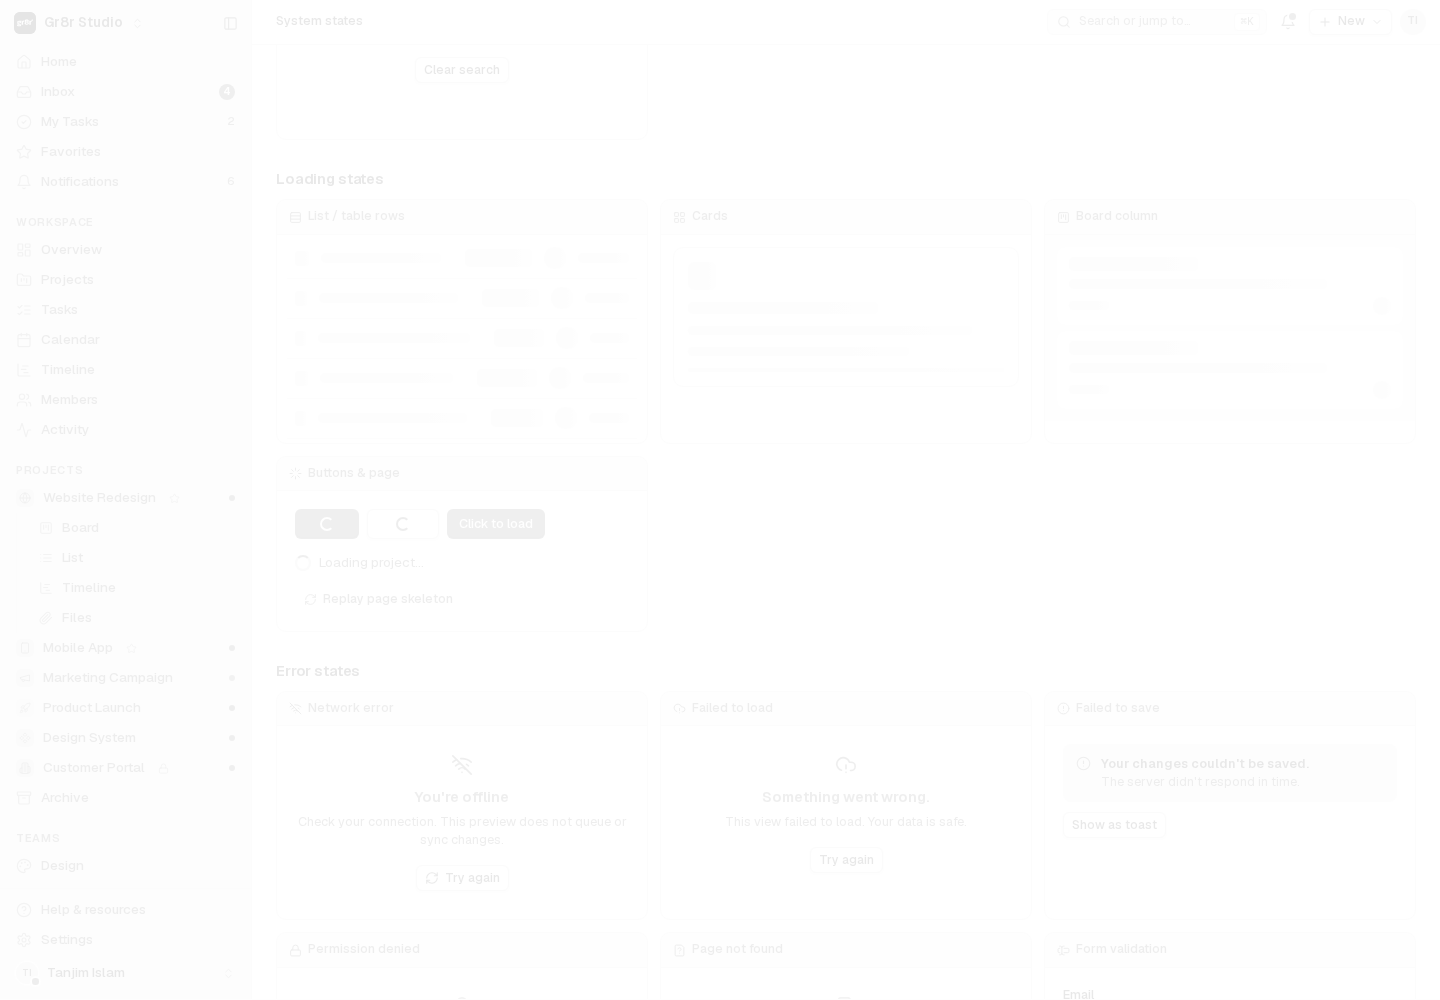 gr8r
Gr8r Studio
Home
Inbox
4
My Tasks
2
Favorites
Notifications
6
WORKSPACE
Overview
Projects
Tasks
Calendar
Timeline
Members
Activity
PROJECTS
Website Redesign
Board
List
Timeline
Files
Mobile App
Marketing Campaign
Product Launch
Design System
Customer Portal
Archive
TEAMS
Design
Help & resources
Settings
TI
Tanjim Islam
System states
Search or jump to...
⌘K
New
TI
Clear search
Loading states
List / table rows
Cards
Board column
Buttons & page
Click to load
Loading project...
Replay page skeleton
Error states
Network error
You're offline
Check your connection. This preview does not queue or
sync changes.
Try again
Failed to load
Something went wrong.
This view failed to load. Your data is safe.
Try again
Failed to save
Your changes couldn't be saved.
The server didn't respond in time.
Show as toast
Permission denied
Page not found
Form validation
Email